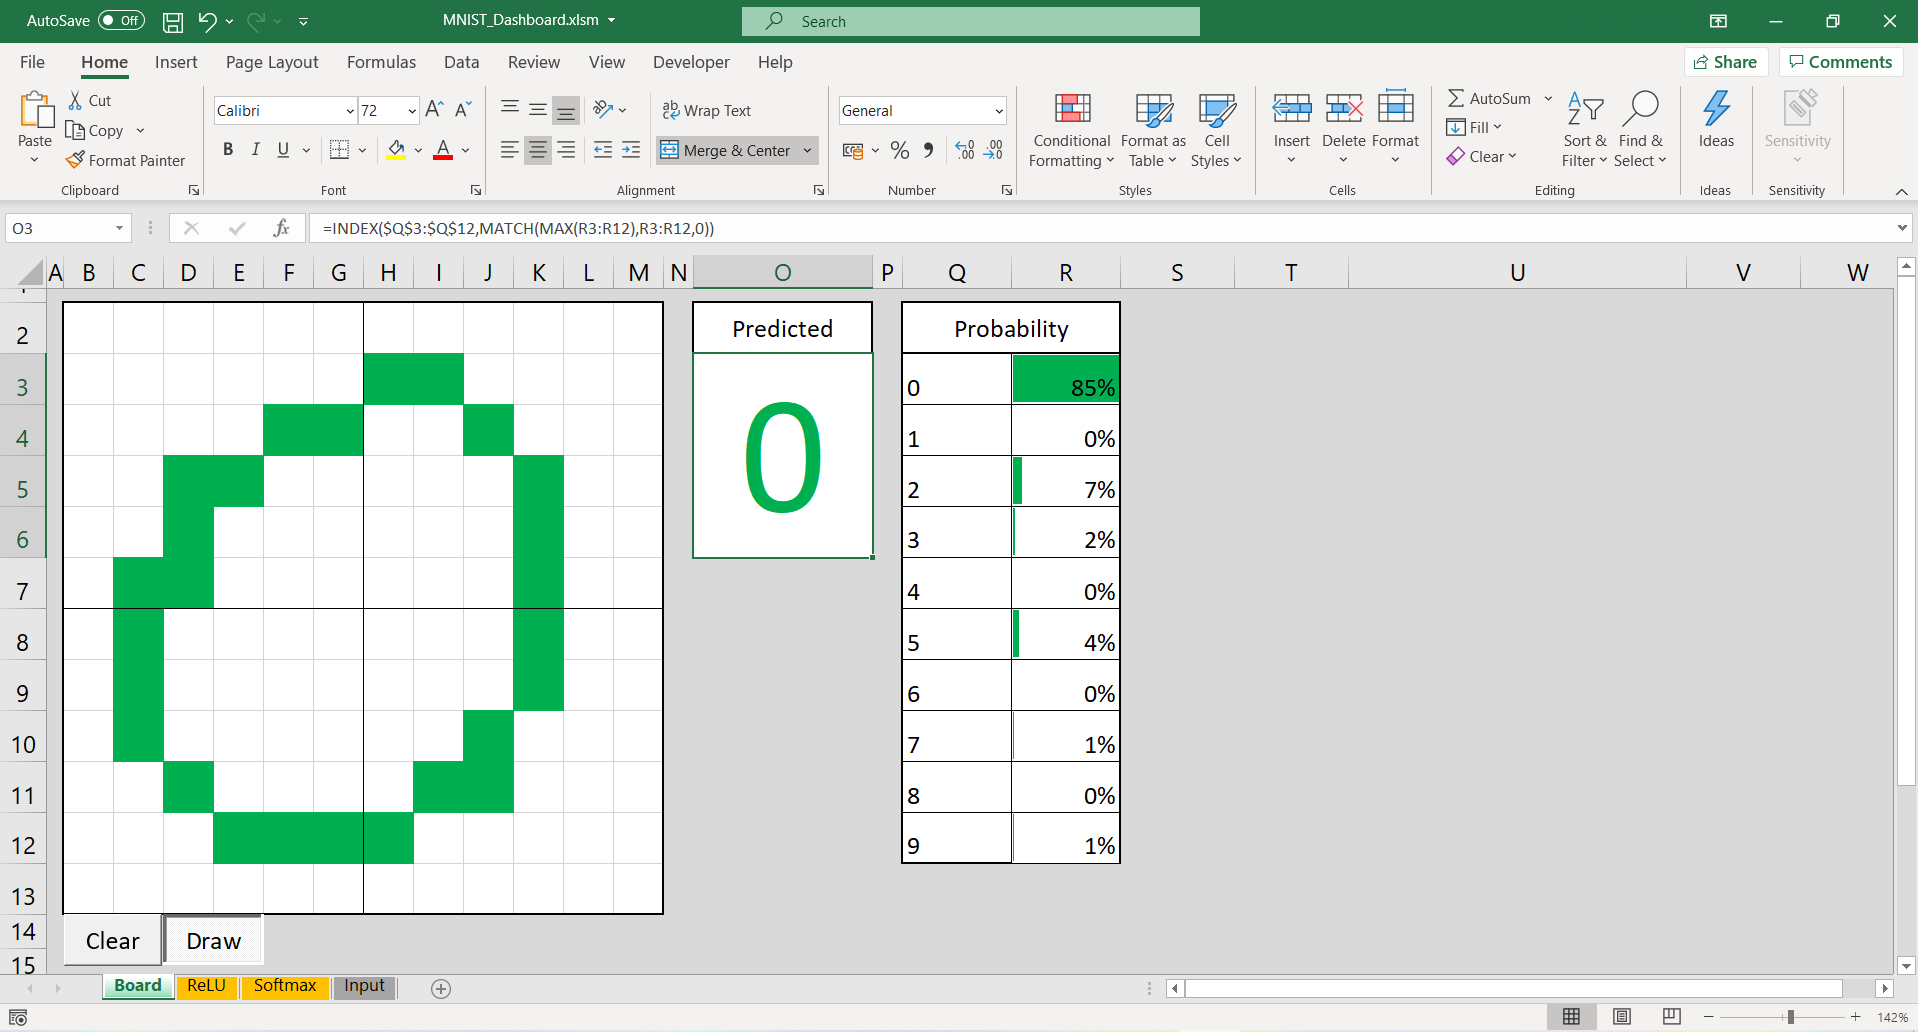 AutoSave Off MNIST_Dashboard.xlsm Search
File Home Insert Page Layout Formulas Data Review View Developer Help Share Comments
Paste
Cut
Copy
Format Painter
Clipboard
Calibri 72 A A
B I U A
Font
ab Wrap Text
Merge & Center
Alignment
General
% 9 .00 .00
Number
Conditional Formatting
Format as Table
Cell Styles
Styles
Insert Delete Format
Cells
AutoSum
Fill
Clear
Sort & Filter
Find & Select
Editing
Ideas
Ideas
Sensitivity
Sensitivity
O3 fx =INDEX($Q$3:$Q$12,MATCH(MAX(R3:R12),R3:R12,0))
A B C D E F G H I J K L M N O P Q R S T U V W
2 Predicted Probability
3 0 85%
0
4 1 0%
5 2 7%
6 3 2%
7 4 0%
8 5 4%
9 6 0%
10 7 1%
11 8 0%
12 9 1%
13
14
Clear Draw
15
Board ReLU Softmax Input
142%